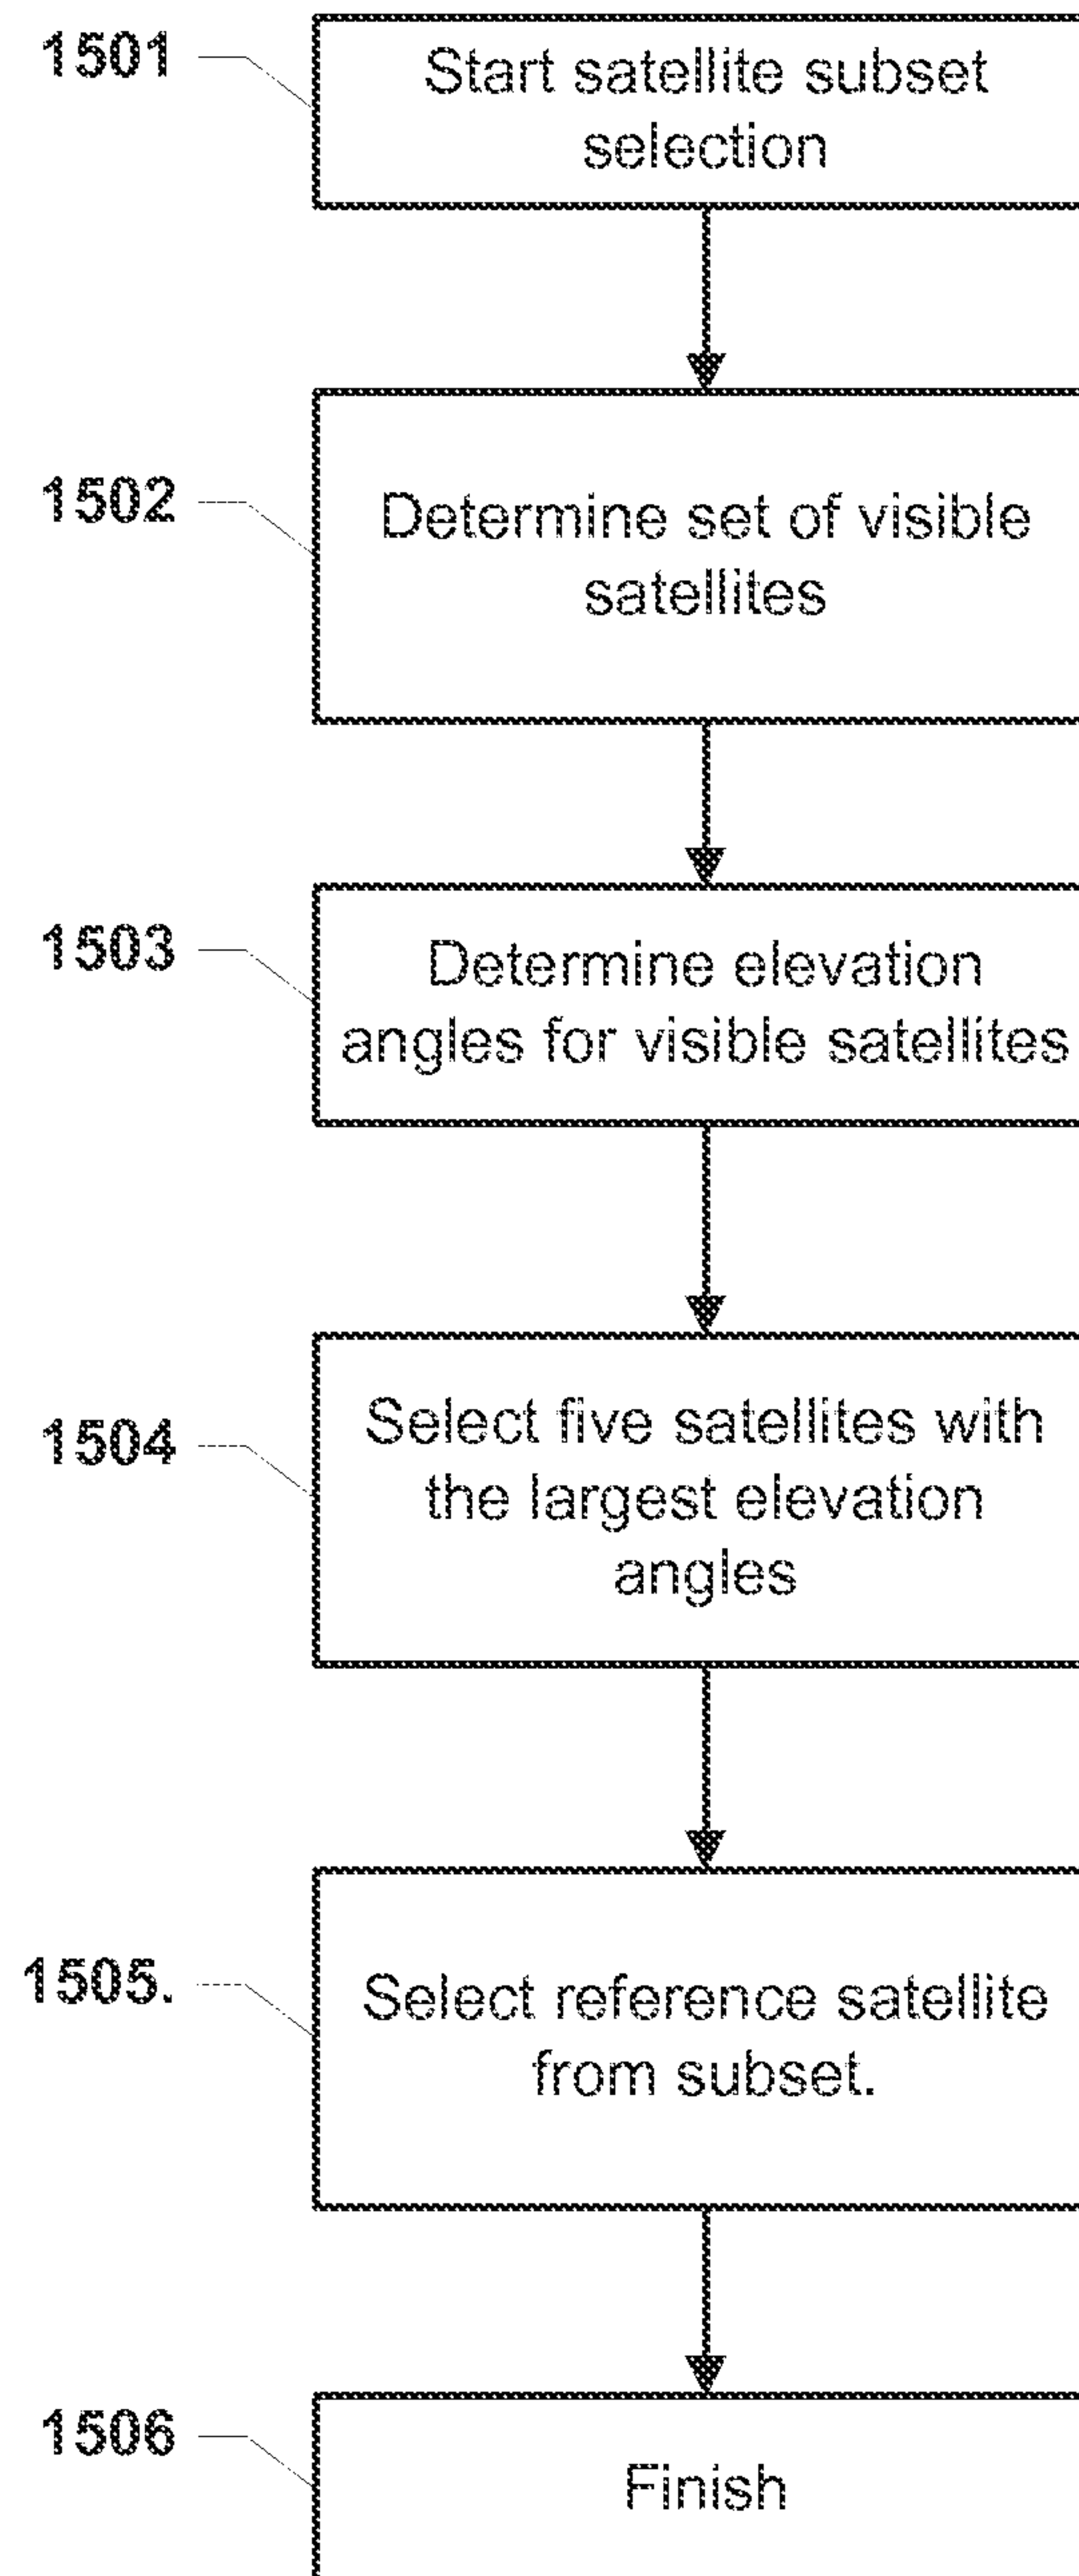 1501
Start satellite subset
selection
1502
Determine set of visible
satellites
1503
Determine elevation
angles for visible satellites
1504
Select five satellites with
the largest elevation
angles
1505.
Select reference satellite
from subset.
1506
Finish